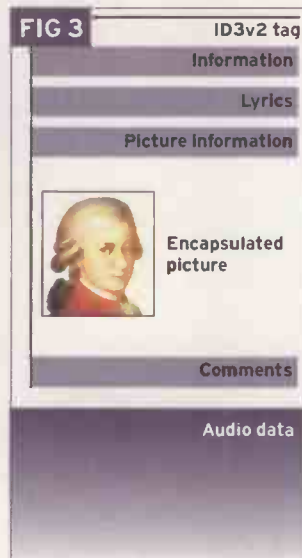 FIG 3
ID3v2 tag
Information
Lyrics
Picture information
Encapsulated
picture
Comments
Audio data